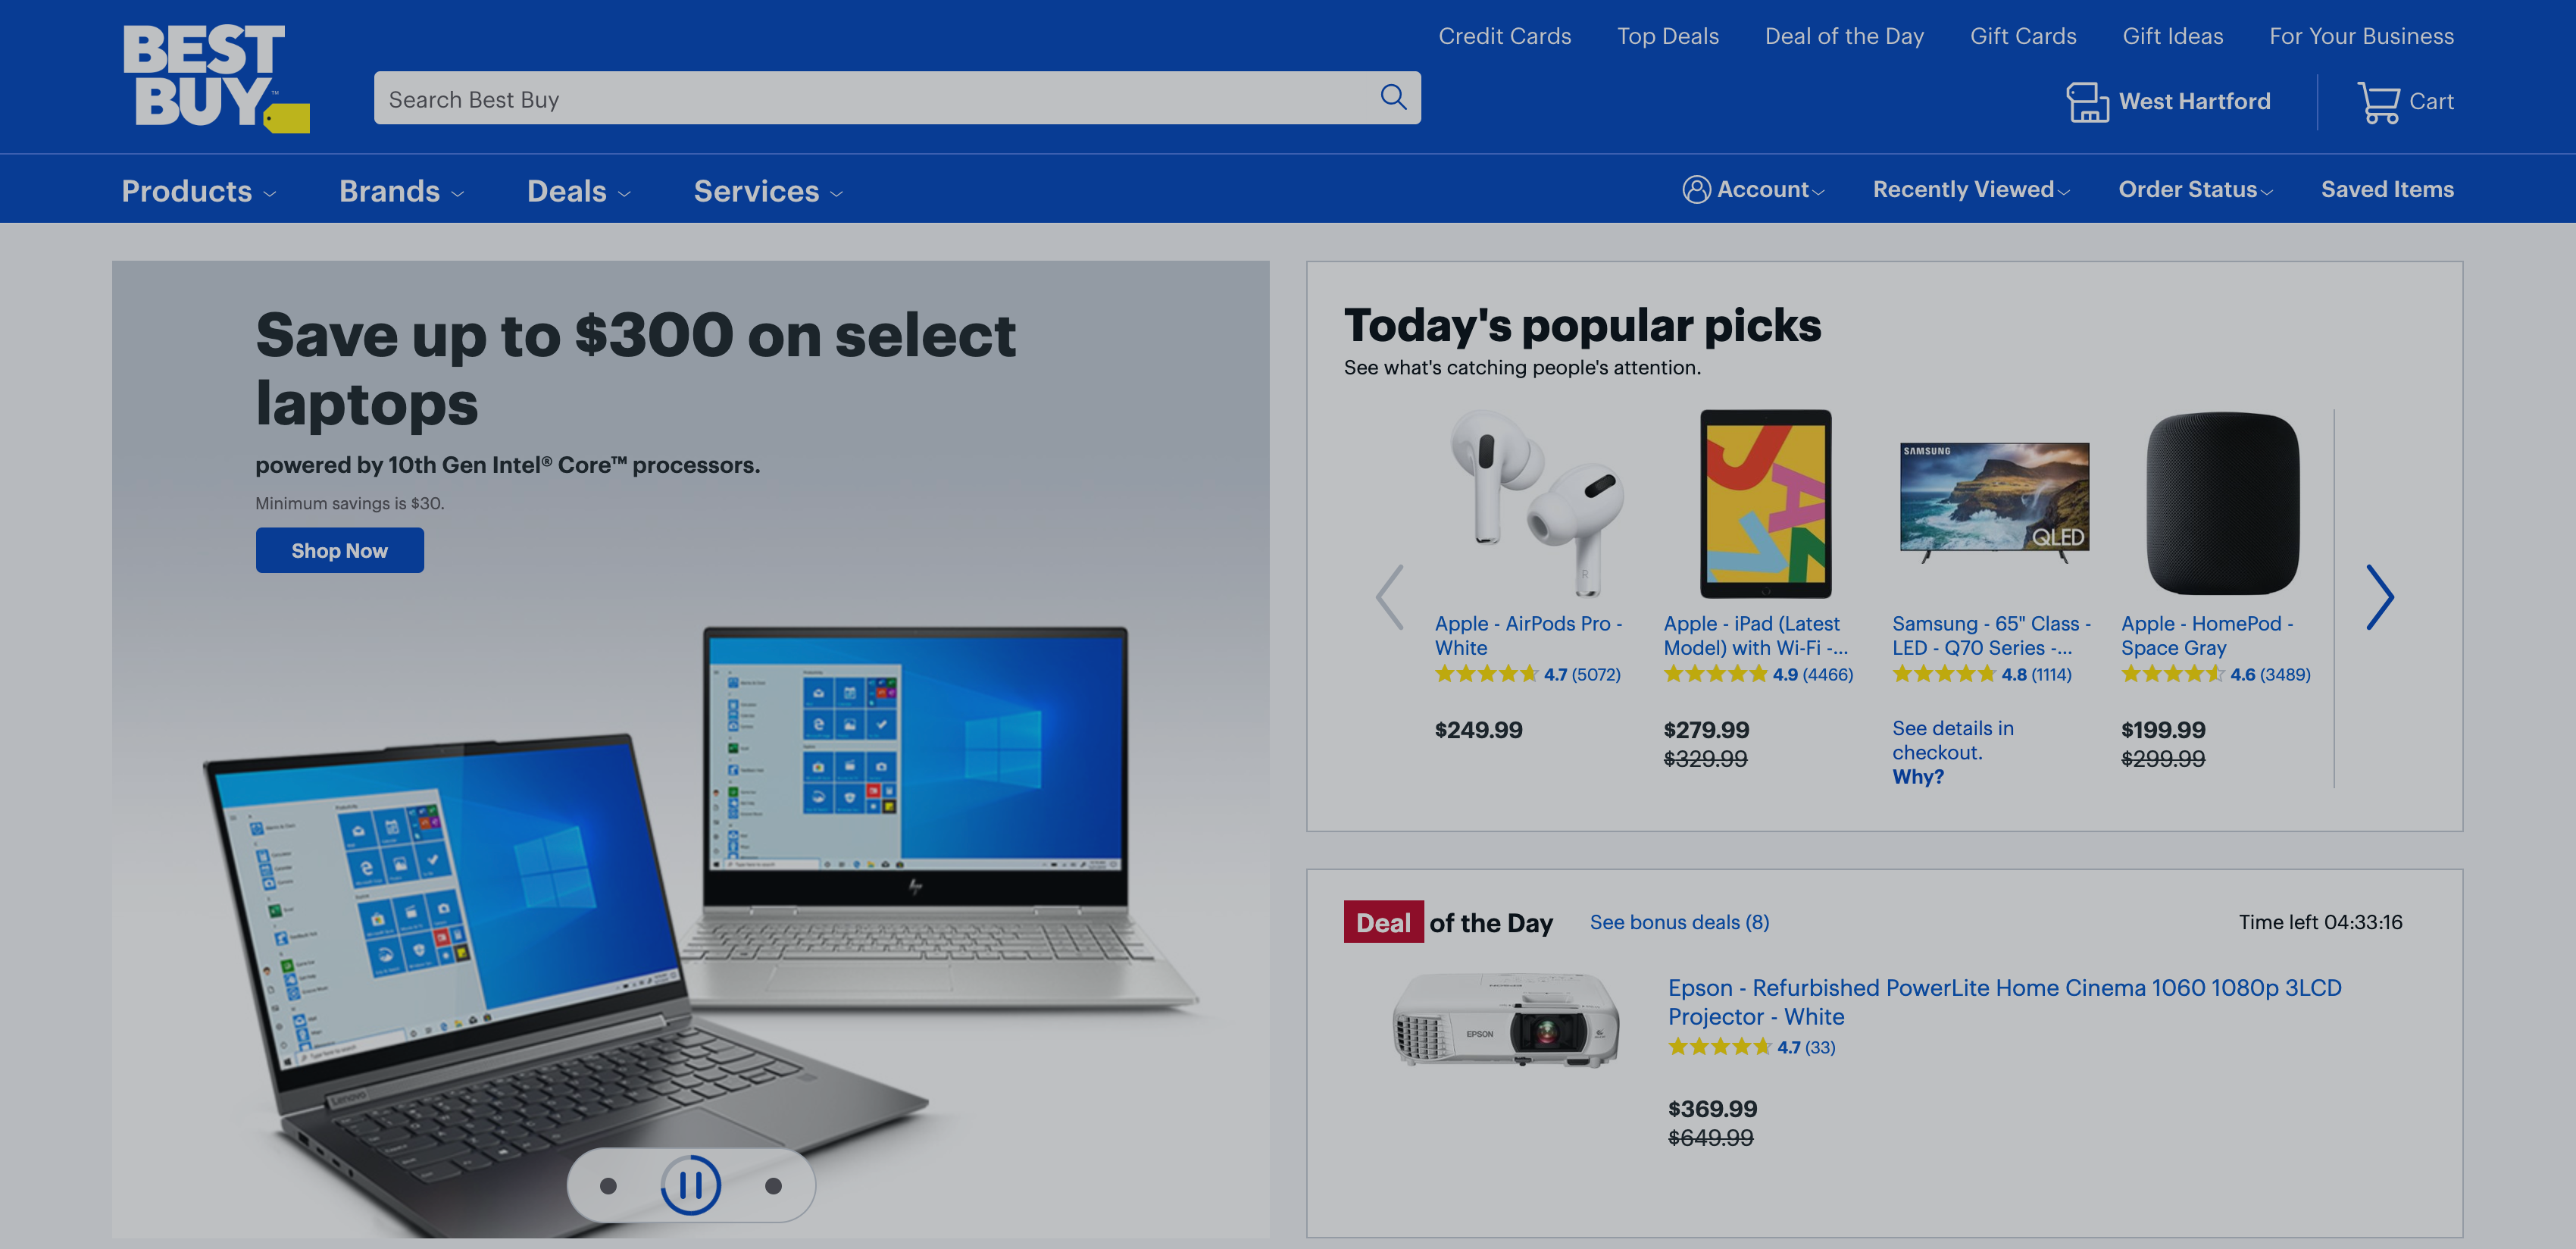 BEST
BUY™
Search Best Buy
Credit Cards
Top Deals
Deal of the Day
Gift Cards
Gift Ideas
For Your Business
West Hartford
Cart
Products
Brands
Deals
Services
Account
Recently Viewed
Order Status
Saved Items
Save up to $300 on select
laptops
powered by 10th Gen Intel® Core™ processors.
Minimum savings is $30.
Shop Now
hp
Lenovo
Today's popular picks
See what's catching people's attention.
R
SAMSUNG
QLED
Apple - AirPods Pro -
White
4.7 (5072)
$249.99
Apple - iPad (Latest
Model) with Wi-Fi -...
4.9 (4466)
$279.99
$329.99
Samsung - 65" Class -
LED - Q70 Series -...
4.8 (1114)
See details in
checkout.
Why?
Apple - HomePod -
Space Gray
4.6 (3489)
$199.99
$299.99
Deal of the Day
See bonus deals (8)
Time left 04:33:16
EPSON
Epson - Refurbished PowerLite Home Cinema 1060 1080p 3LCD
Projector - White
4.7 (33)
$369.99
$649.99